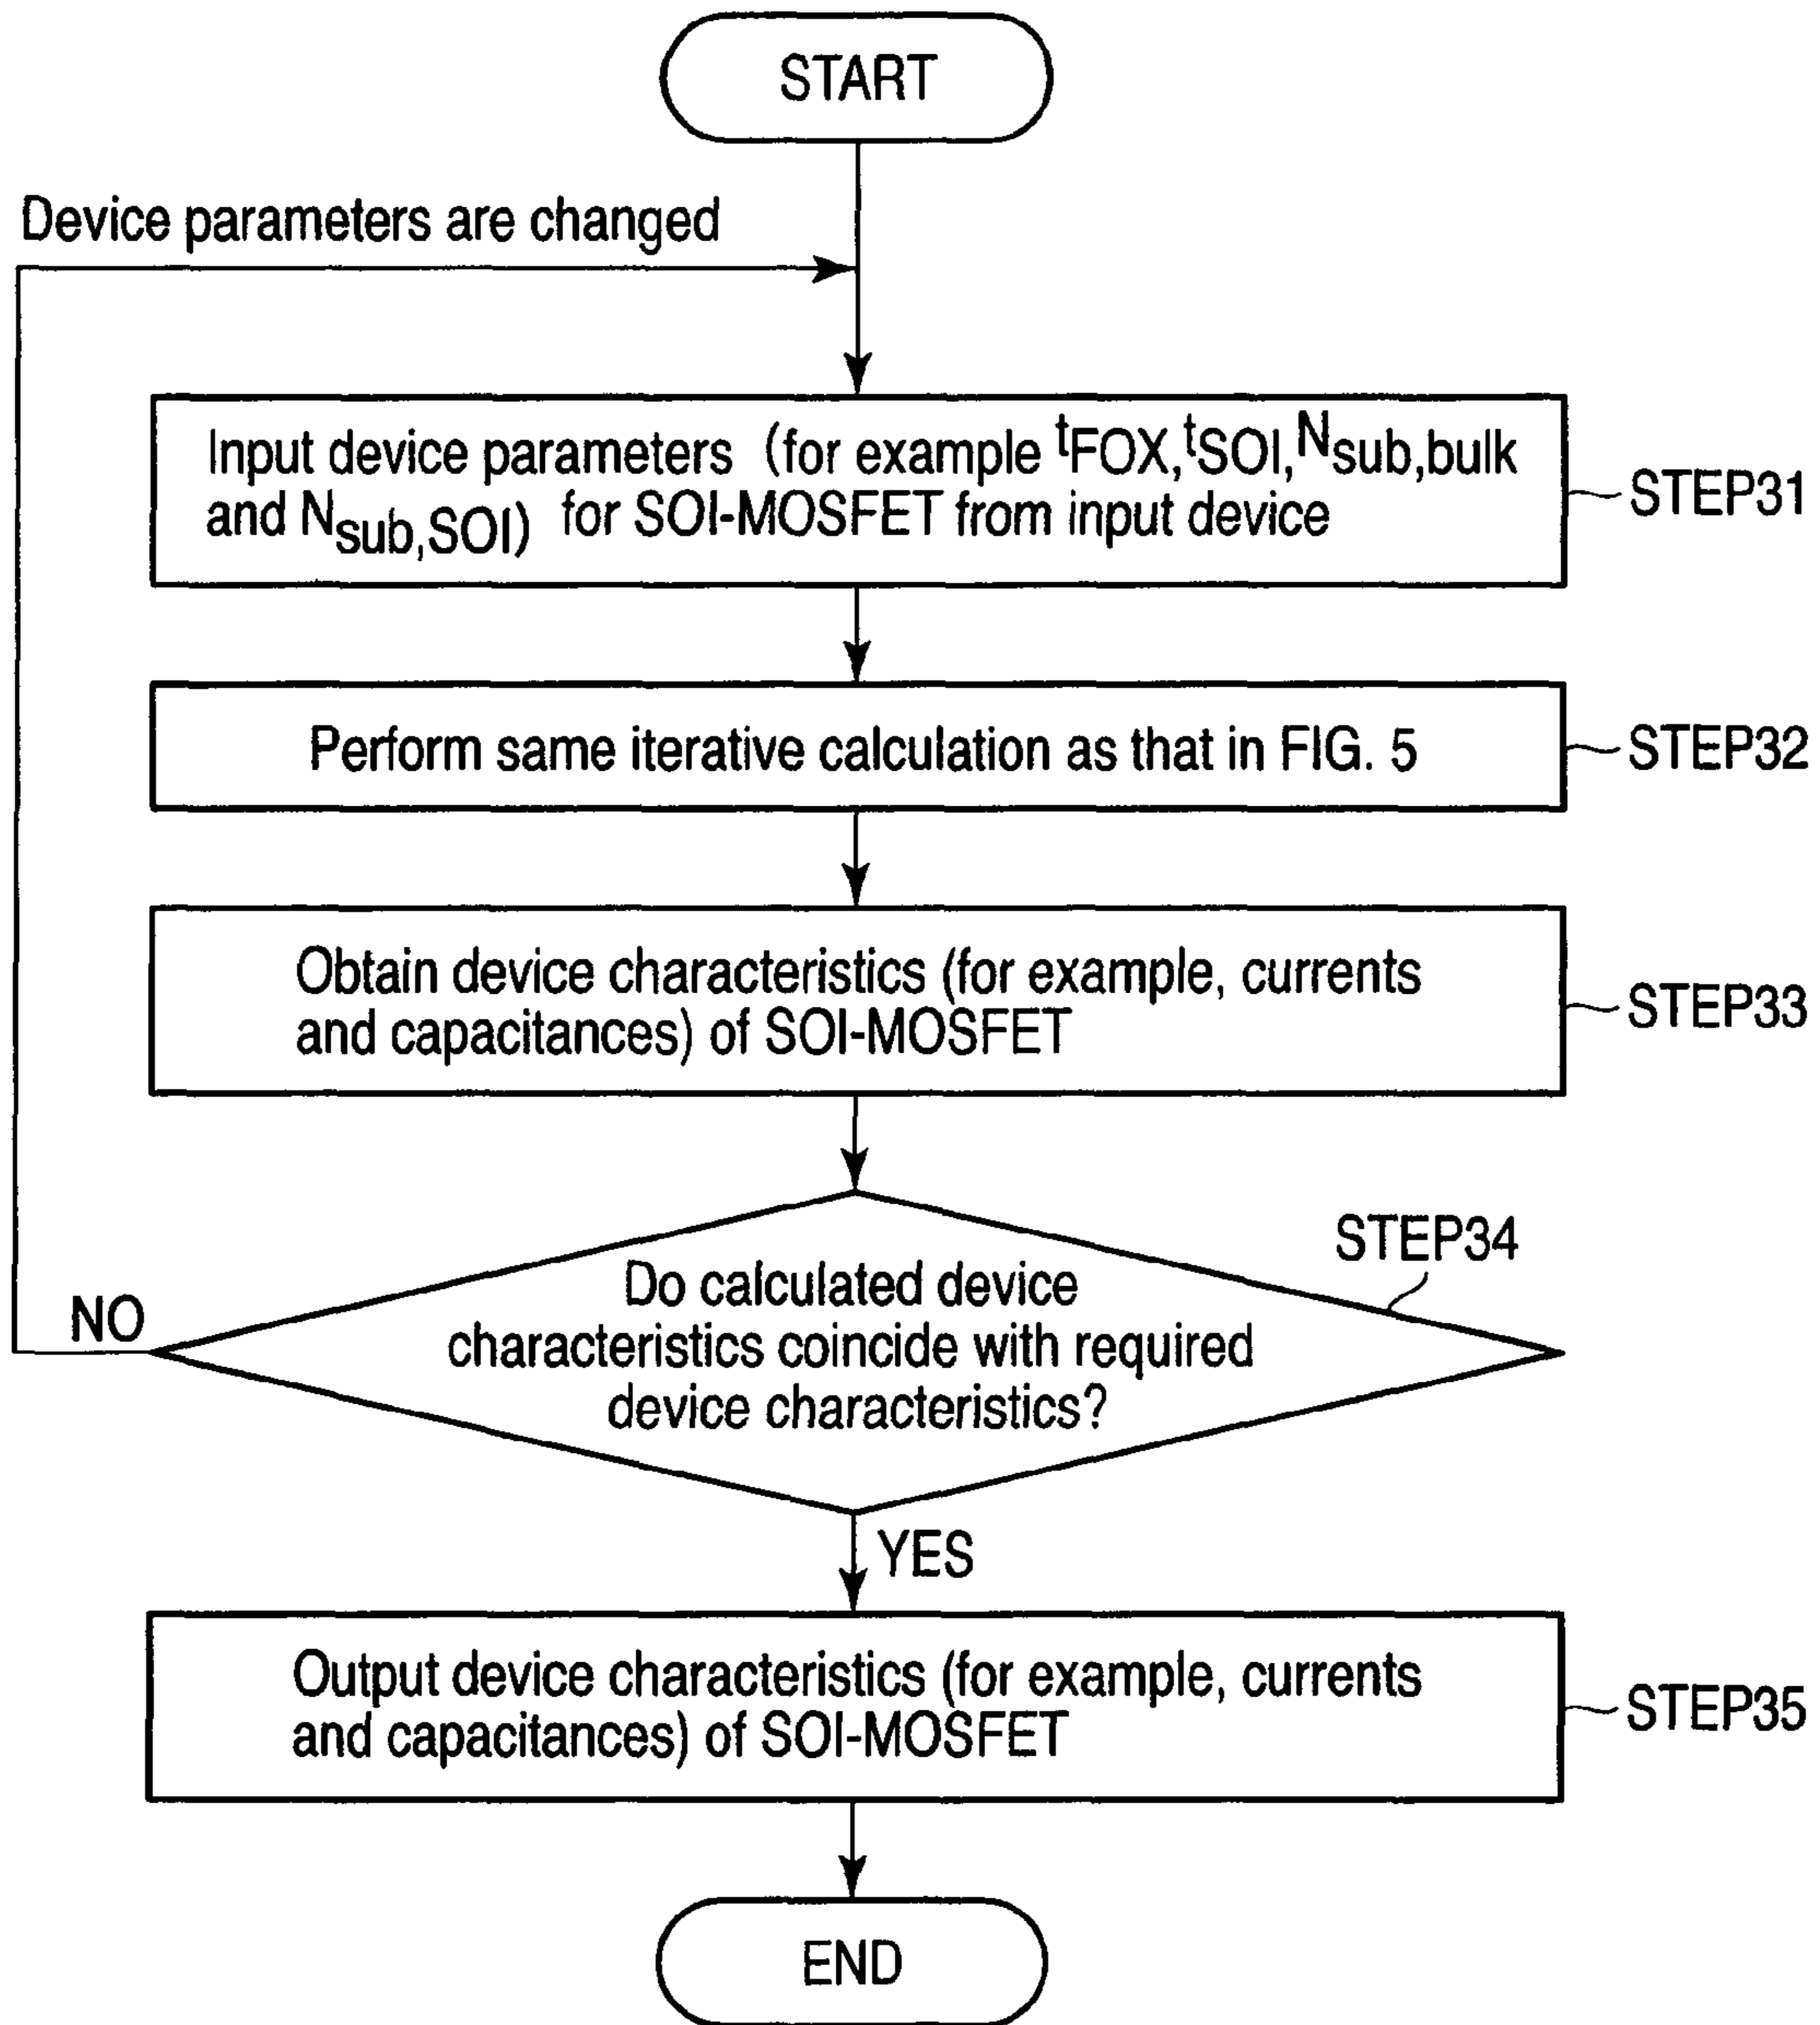 START
Device parameters are changed
Input device parameters (for example tFOX,tSOI,Nsub,bulk
and Nsub,SOI) for SOI-MOSFET from input device
STEP31
Perform same iterative calculation as that in FIG. 5
STEP32
Obtain device characteristics (for example, currents
and capacitances) of SOI-MOSFET
STEP33
STEP34
Do calculated device
characteristics coincide with required
device characteristics?
NO
YES
Output device characteristics (for example, currents
and capacitances) of SOI-MOSFET
STEP35
END